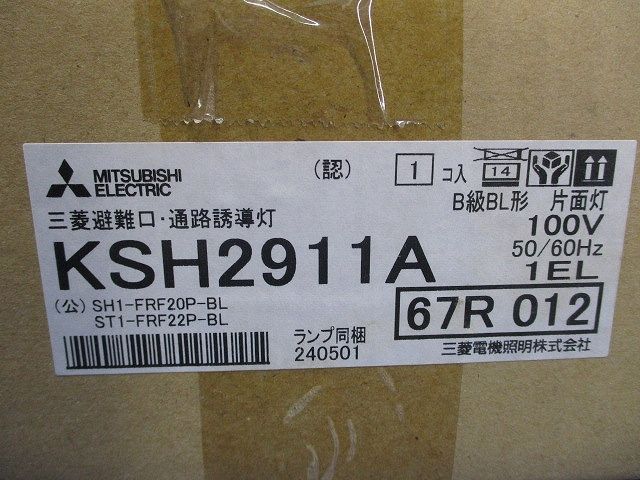 MITSUBISHI
ELECTRIC
(認)
1 コ入
14
三菱避難口・通路誘導灯
B級BL形 片面灯
KSH2911A
100V
50/60Hz
1EL
(公) SH1-FRF20P-BL
ST1-FRF22P-BL
67R 012
ランプ同梱
240501
三菱電機照明株式会社